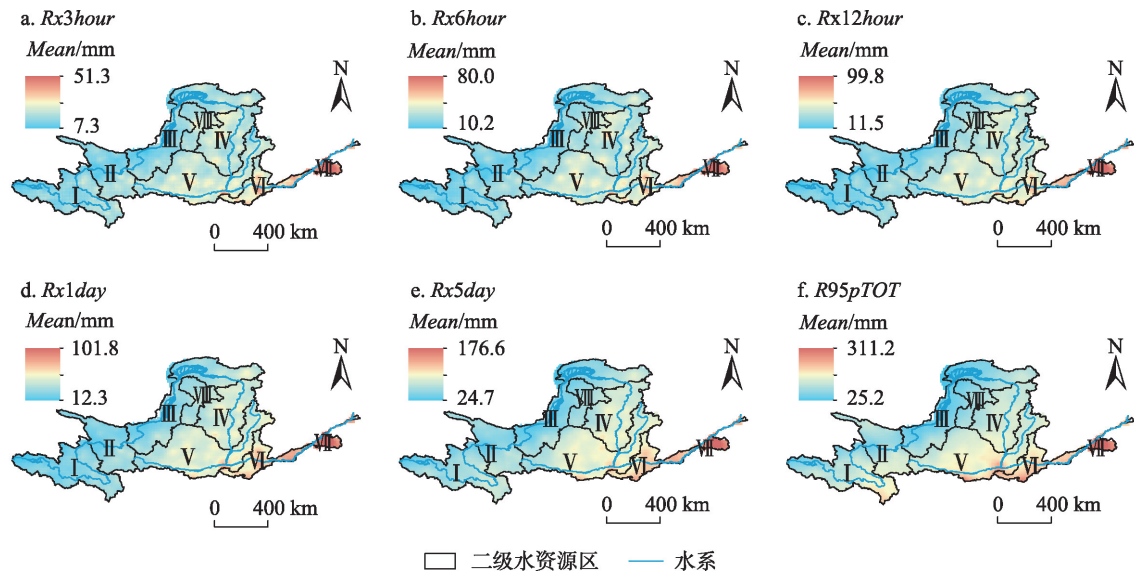 a. Rx3hour
Mean/mm
51.3
7.3
N
Ⅰ
Ⅱ
Ⅲ
Ⅷ
Ⅳ
Ⅴ
Ⅵ
Ⅶ
0 400 km
b. Rx6hour
Mean/mm
80.0
10.2
N
Ⅰ
Ⅱ
Ⅲ
Ⅷ
Ⅳ
Ⅴ
Ⅵ
Ⅶ
0 400 km
c. Rx12hour
Mean/mm
99.8
11.5
N
Ⅰ
Ⅱ
Ⅲ
Ⅷ
Ⅳ
Ⅴ
Ⅵ
Ⅶ
0 400 km
d. Rx1day
Mean/mm
101.8
12.3
N
Ⅰ
Ⅱ
Ⅲ
Ⅷ
Ⅳ
Ⅴ
Ⅵ
Ⅶ
0 400 km
e. Rx5day
Mean/mm
176.6
24.7
N
Ⅰ
Ⅱ
Ⅲ
Ⅷ
Ⅳ
Ⅴ
Ⅵ
Ⅶ
0 400 km
f. R95pTOT
Mean/mm
311.2
25.2
N
Ⅰ
Ⅱ
Ⅲ
Ⅷ
Ⅳ
Ⅴ
Ⅵ
Ⅶ
0 400 km
二级水资源区 水系